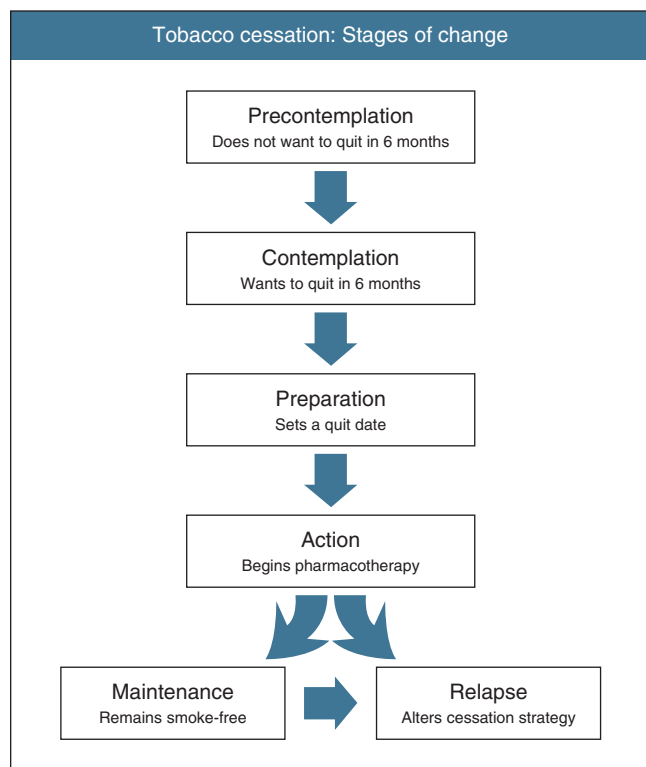 Tobacco cessation: Stages of change
Precontemplation
Does not want to quit in 6 months
Contemplation
Wants to quit in 6 months
Preparation
Sets a quit date
Action
Begins pharmacotherapy
Maintenance
Remains smoke-free
Relapse
Alters cessation strategy